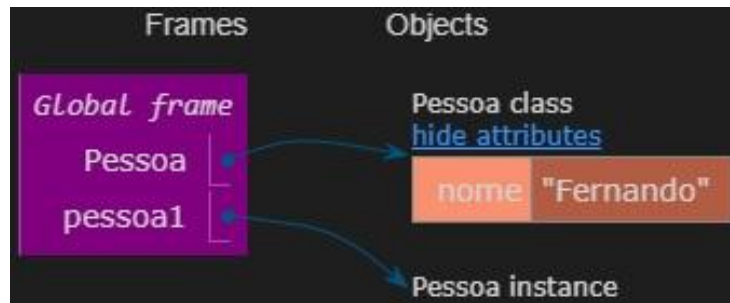 Frames Objects
Global frame
Pessoa
pessoa1
Pessoa class
hide attributes
nome "Fernando"
Pessoa instance